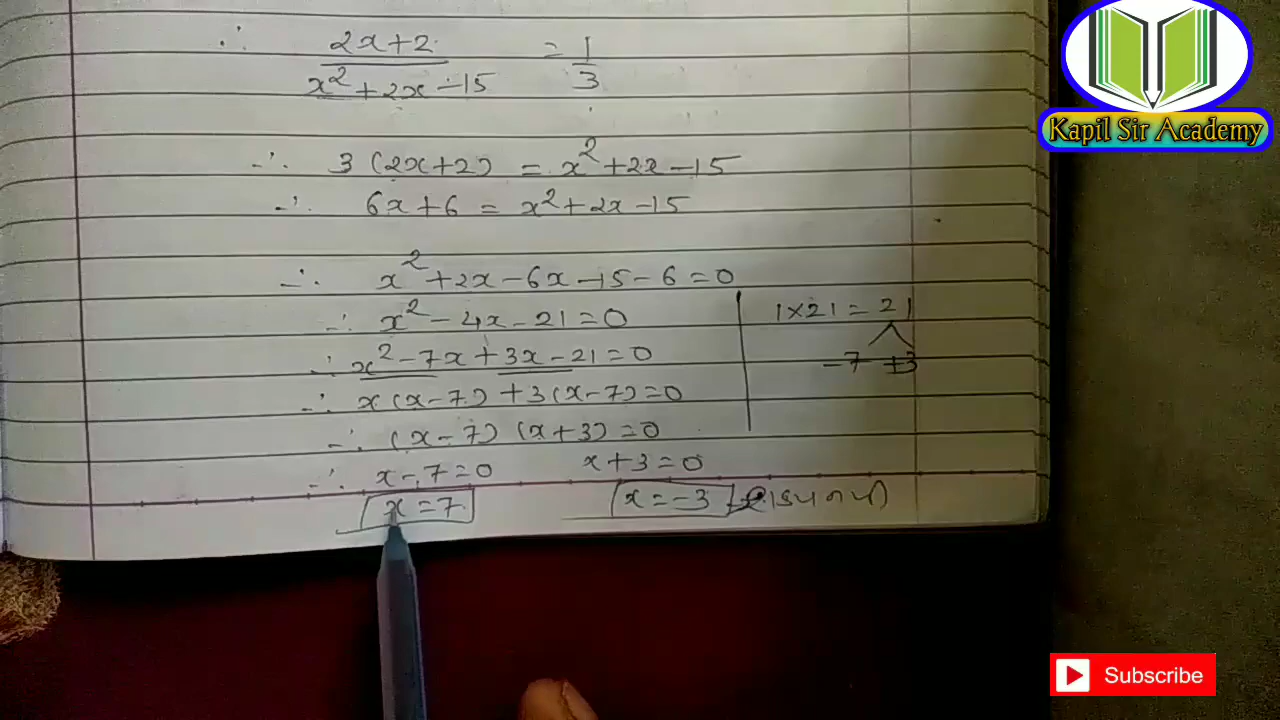 ∴ (2x+2)/(x²+2x-15) = 1/3
∴ 3(2x+2) = x²+2x-15
∴ 6x+6 = x²+2x-15
∴ x²+2x-6x-15-6=0
∴ x²-4x-21=0
1×21 = 21
-7 +3
∴ x²-7x+3x-21=0
∴ x(x-7)+3(x-7)=0
∴ (x-7) (x+3)=0
∴ x-7=0 x+3=0
x=7 x=-3
Kapil Sir Academy
Subscribe